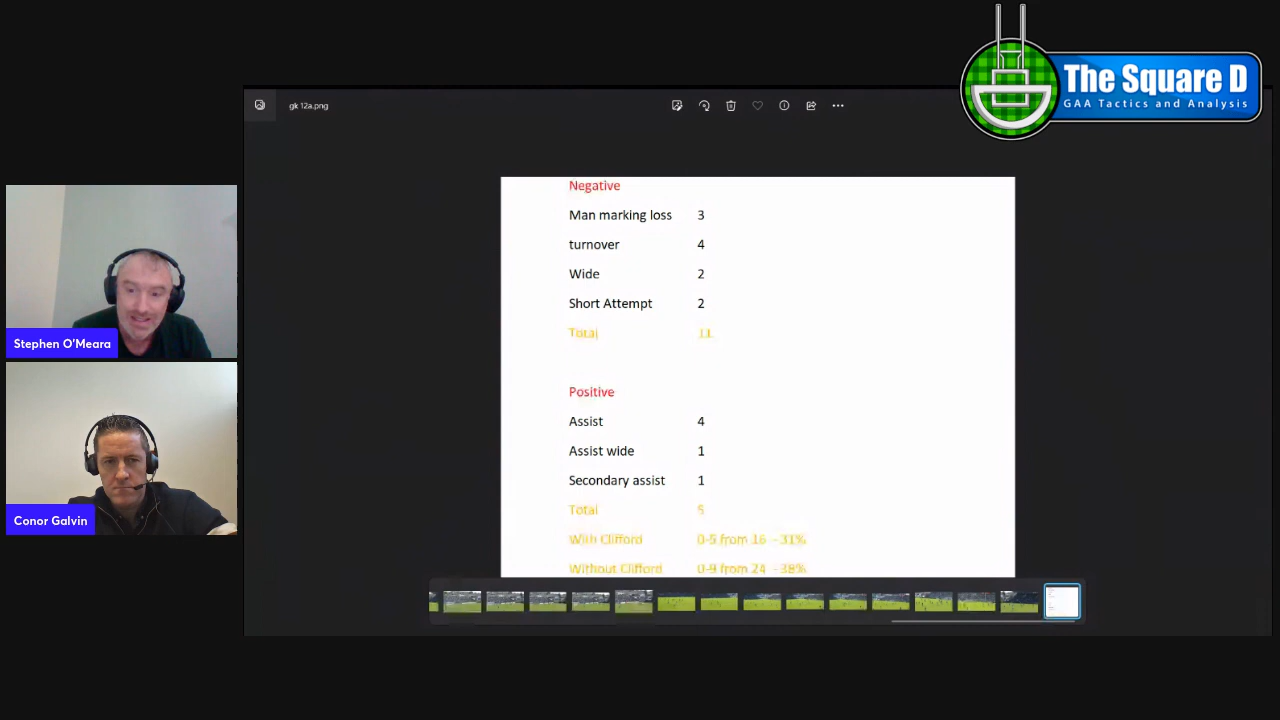 The Square D
GAA Tactics and Analysis
gk 12a.png
Negative
Man marking loss 3
turnover 4
Wide 2
Short Attempt 2
Total 11
Positive
Assist 4
Assist wide 1
Secondary assist 1
Total
With Clifford 0-5 from 16 - 31%
Without Clifford 0-9 from 24 - 38%
Stephen O'Meara
Conor Galvin